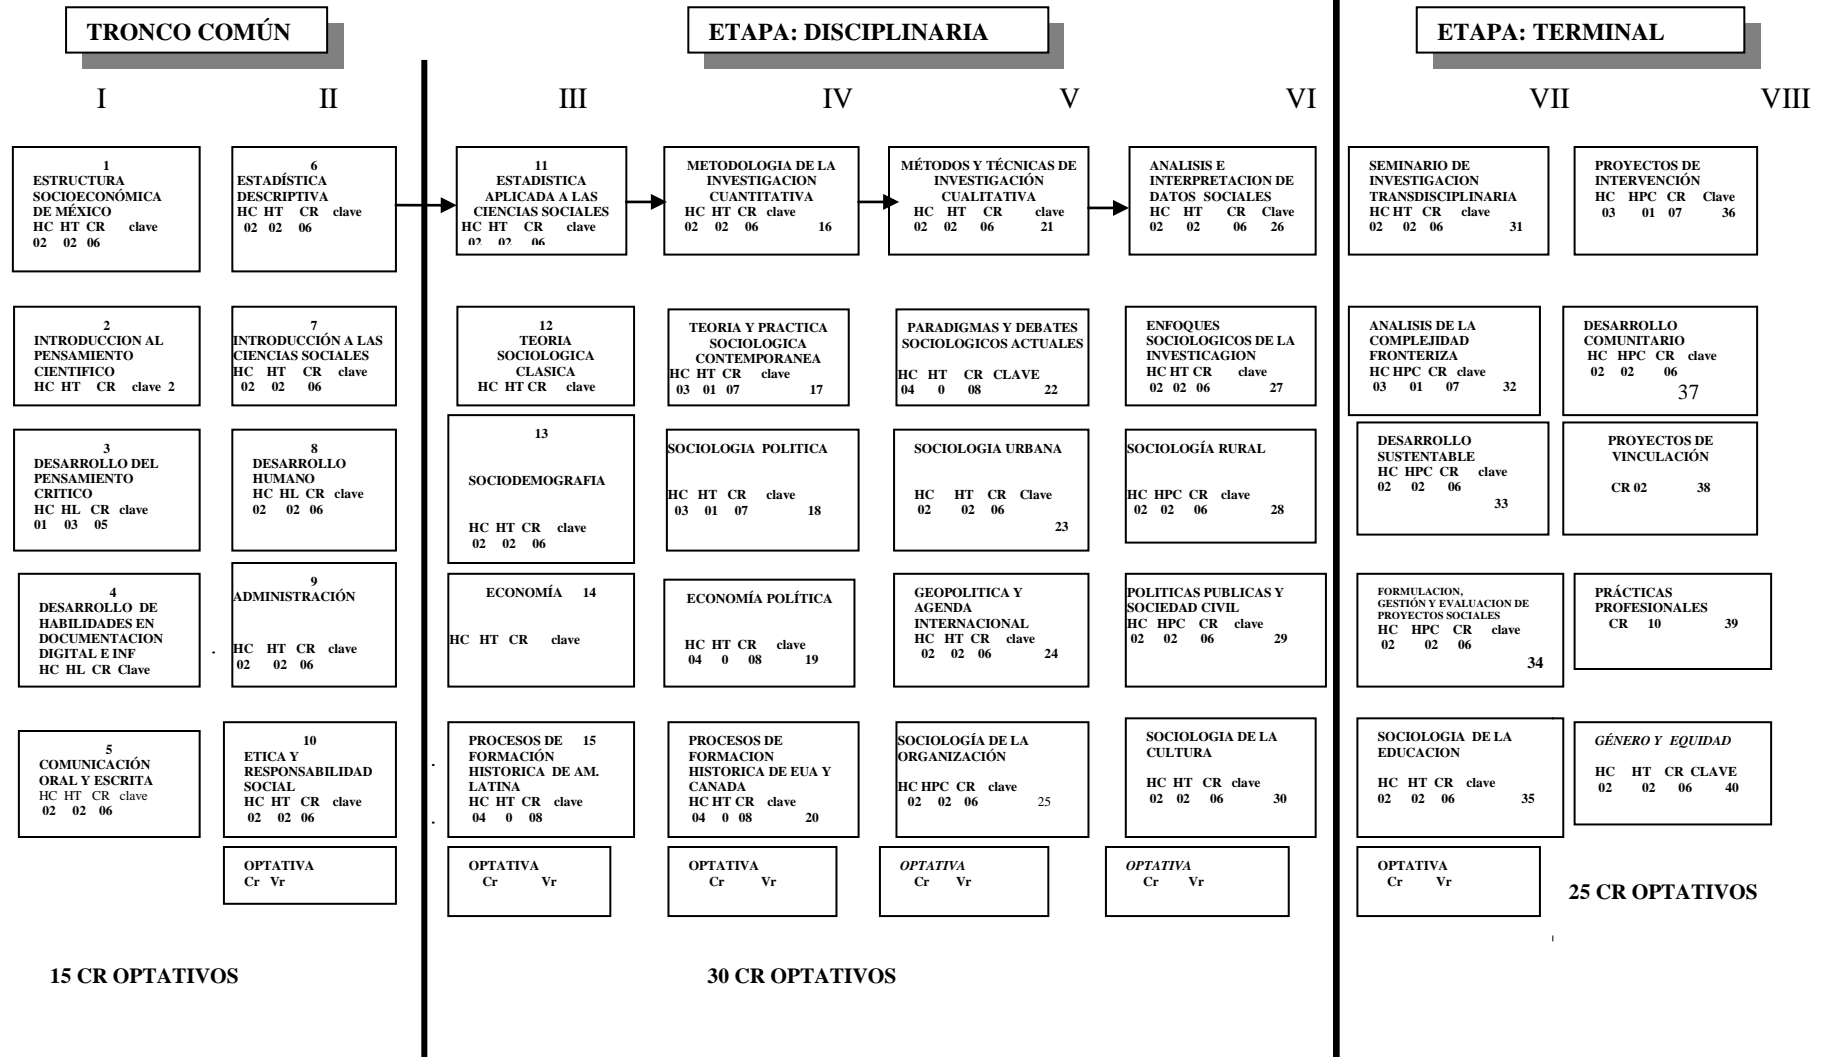 TRONCO COMÚN
ETAPA: DISCIPLINARIA
ETAPA: TERMINAL
I II III IV V VI VII VIII
1
ESTRUCTURA
SOCIOECONÓMICA
DE MÉXICO
HC HT CR clave
02 02 06
6
ESTADÍSTICA
DESCRIPTIVA
HC HT CR clave
02 02 06
11
ESTADISTICA
APLICADA A LAS
CIENCIAS SOCIALES
HC HT CR clave
02 02 06
METODOLOGIA DE LA
INVESTIGACION
CUANTITATIVA
HC HT CR clave
02 02 06 16
MÉTODOS Y TÉCNICAS DE
INVESTIGACIÓN
CUALITATIVA
HC HT CR clave
02 02 06 21
ANALISIS E
INTERPRETACION DE
DATOS SOCIALES
HC HT CR Clave
02 02 06 26
SEMINARIO DE
INVESTIGACION
TRANSDISCIPLINARIA
HC HT CR clave
02 02 06 31
PROYECTOS DE
INTERVENCIÓN
HC HPC CR Clave
03 01 07 36
2
INTRODUCCION AL
PENSAMIENTO
CIENTIFICO
HC HT CR clave 2
7
INTRODUCCIÓN A LAS
CIENCIAS SOCIALES
HC HT CR clave
02 02 06
12
TEORIA
SOCIOLOGICA
CLASICA
HC HT CR clave
TEORIA Y PRACTICA
SOCIOLOGICA
CONTEMPORANEA
HC HT CR clave
03 01 07 17
PARADIGMAS Y DEBATES
SOCIOLOGICOS ACTUALES
HC HT CR CLAVE
04 0 08 22
ENFOQUES
SOCIOLOGICOS DE LA
INVESTICAGION
HC HT CR clave
02 02 06 27
ANALISIS DE LA
COMPLEJIDAD
FRONTERIZA
HC HPC CR clave
03 01 07 32
DESARROLLO
COMUNITARIO
HC HPC CR clave
02 02 06
37
3
DESARROLLO DEL
PENSAMIENTO
CRITICO
HC HL CR clave
01 03 05
8
DESARROLLO
HUMANO
HC HL CR clave
02 02 06
13
SOCIODEMOGRAFIA
HC HT CR clave
02 02 06
SOCIOLOGIA POLITICA
HC HT CR clave
03 01 07 18
SOCIOLOGIA URBANA
HC HT CR Clave
02 02 06
23
SOCIOLOGÍA RURAL
HC HPC CR clave
02 02 06 28
DESARROLLO
SUSTENTABLE
HC HPC CR clave
02 02 06
33
PROYECTOS DE
VINCULACIÓN
CR 02 38
4
DESARROLLO DE
HABILIDADES EN
DOCUMENTACION
DIGITAL E INF
HC HL CR Clave
9
ADMINISTRACIÓN
HC HT CR clave
02 02 06
ECONOMÍA 14
HC HT CR clave
ECONOMÍA POLÍTICA
HC HT CR clave
04 0 08 19
GEOPOLITICA Y
AGENDA
INTERNACIONAL
HC HT CR clave
02 02 06 24
POLITICAS PUBLICAS Y
SOCIEDAD CIVIL
HC HPC CR clave
02 02 06 29
FORMULACION,
GESTIÓN Y EVALUACION DE
PROYECTOS SOCIALES
HC HPC CR clave
02 02 06
34
PRÁCTICAS
PROFESIONALES
CR 10 39
5
COMUNICACIÓN
ORAL Y ESCRITA
HC HT CR clave
02 02 06
10
ETICA Y
RESPONSABILIDAD
SOCIAL
HC HT CR clave
02 02 06
PROCESOS DE 15
FORMACIÓN
HISTORICA DE AM.
LATINA
HC HT CR clave
04 0 08
PROCESOS DE
FORMACION
HISTORICA DE EUA Y
CANADA
HC HT CR clave
04 0 08 20
SOCIOLOGÍA DE LA
ORGANIZACIÓN
HC HPC CR clave
02 02 06 25
SOCIOLOGIA DE LA
CULTURA
HC HT CR clave
02 02 06 30
SOCIOLOGIA DE LA
EDUCACION
HC HT CR clave
02 02 06 35
GÉNERO Y EQUIDAD
HC HT CR CLAVE
02 02 06 40
OPTATIVA
Cr Vr
OPTATIVA
Cr Vr
OPTATIVA
Cr Vr
OPTATIVA
Cr Vr
OPTATIVA
Cr Vr
OPTATIVA
Cr Vr
25 CR OPTATIVOS
15 CR OPTATIVOS
30 CR OPTATIVOS